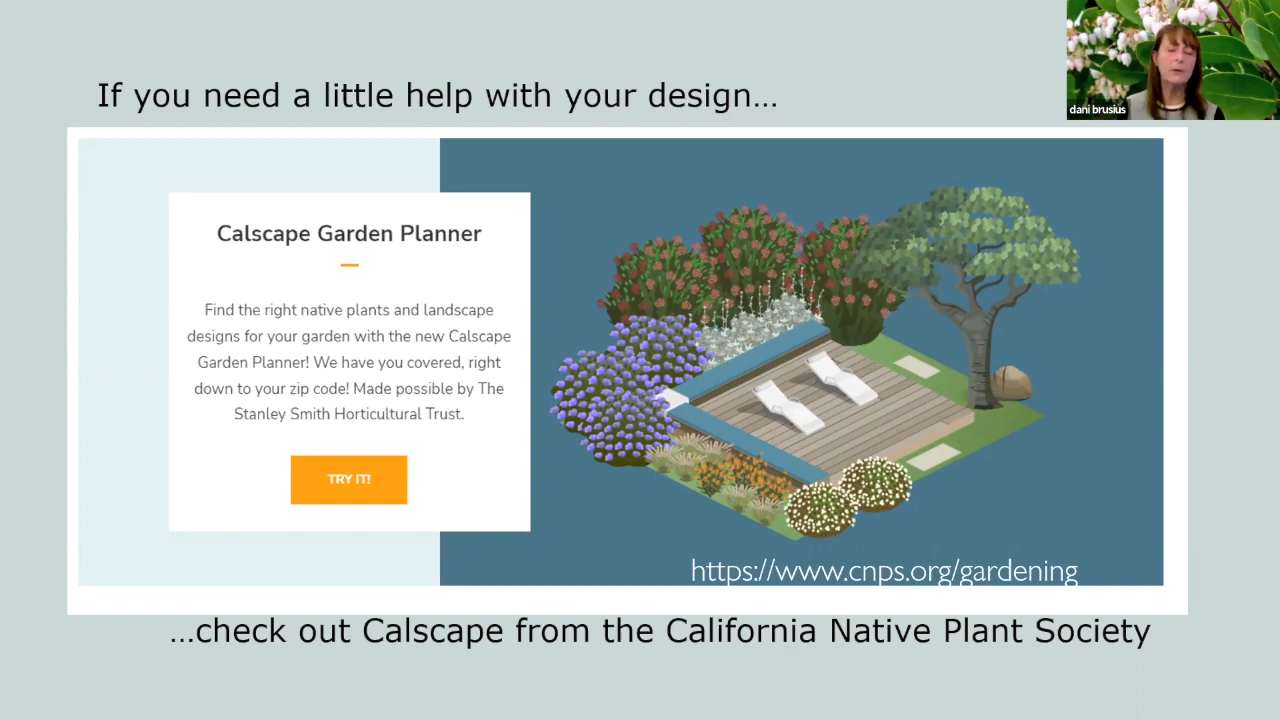 If you need a little help with your design…
dani brusius
Calscape Garden Planner
Find the right native plants and landscape
designs for your garden with the new Calscape
Garden Planner! We have you covered, right
down to your zip code! Made possible by The
Stanley Smith Horticultural Trust.
TRY IT!
https://www.cnps.org/gardening
…check out Calscape from the California Native Plant Society